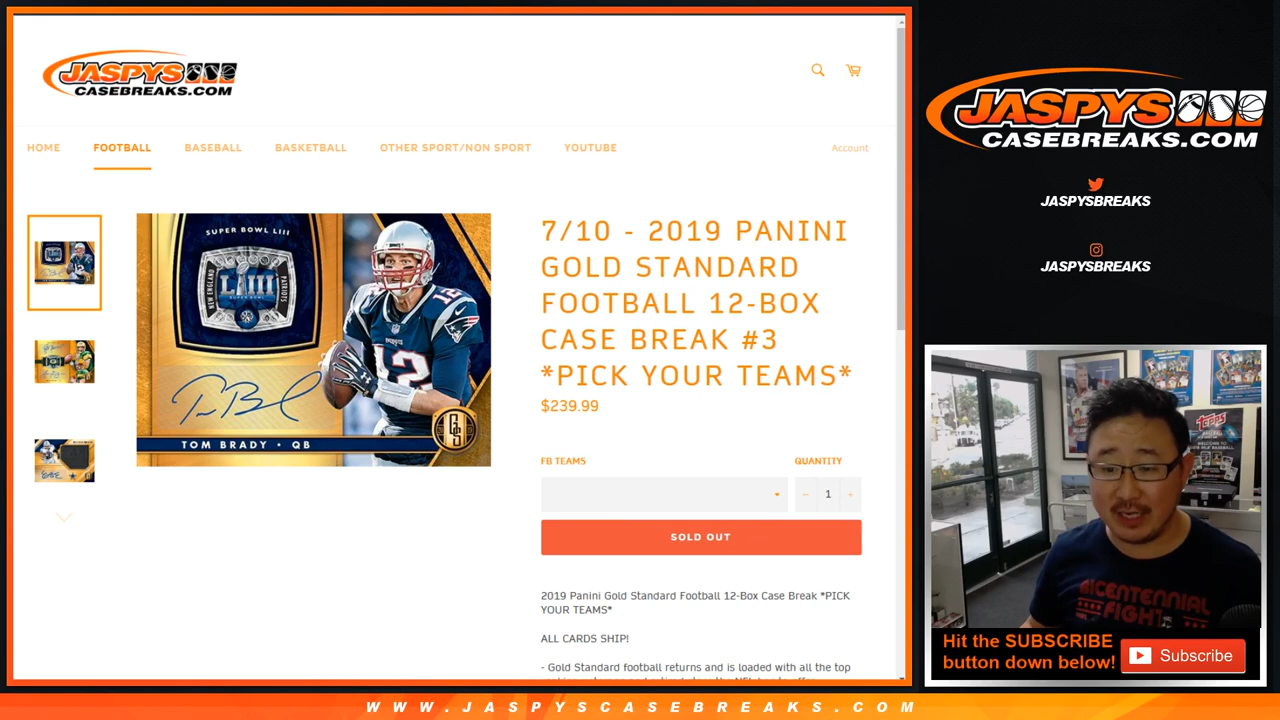 JASPYS
CASEBREAKS.COM
HOME
FOOTBALL
BASEBALL
BASKETBALL
OTHER SPORT/NON SPORT
YOUTUBE
Account
SUPER BOWL LIII
NEW ENGLAND
LIII
PATRIOTS
12
TOM BRADY • QB
GS
7/10 - 2019 PANINI
GOLD STANDARD
FOOTBALL 12-BOX
CASE BREAK #3
*PICK YOUR TEAMS*
$239.99
FB TEAMS
QUANTITY
− 1 +
SOLD OUT
2019 Panini Gold Standard Football 12-Box Case Break *PICK
YOUR TEAMS*
ALL CARDS SHIP!
- Gold Standard football returns and is loaded with all the top
JASPYS
CASEBREAKS.COM
JASPYSBREAKS
JASPYSBREAKS
TOPPS
BICENTENNIAL
FIGHT
Hit the SUBSCRIBE
button down below!
Subscribe
WWW.JASPYSCASEBREAKS.COM